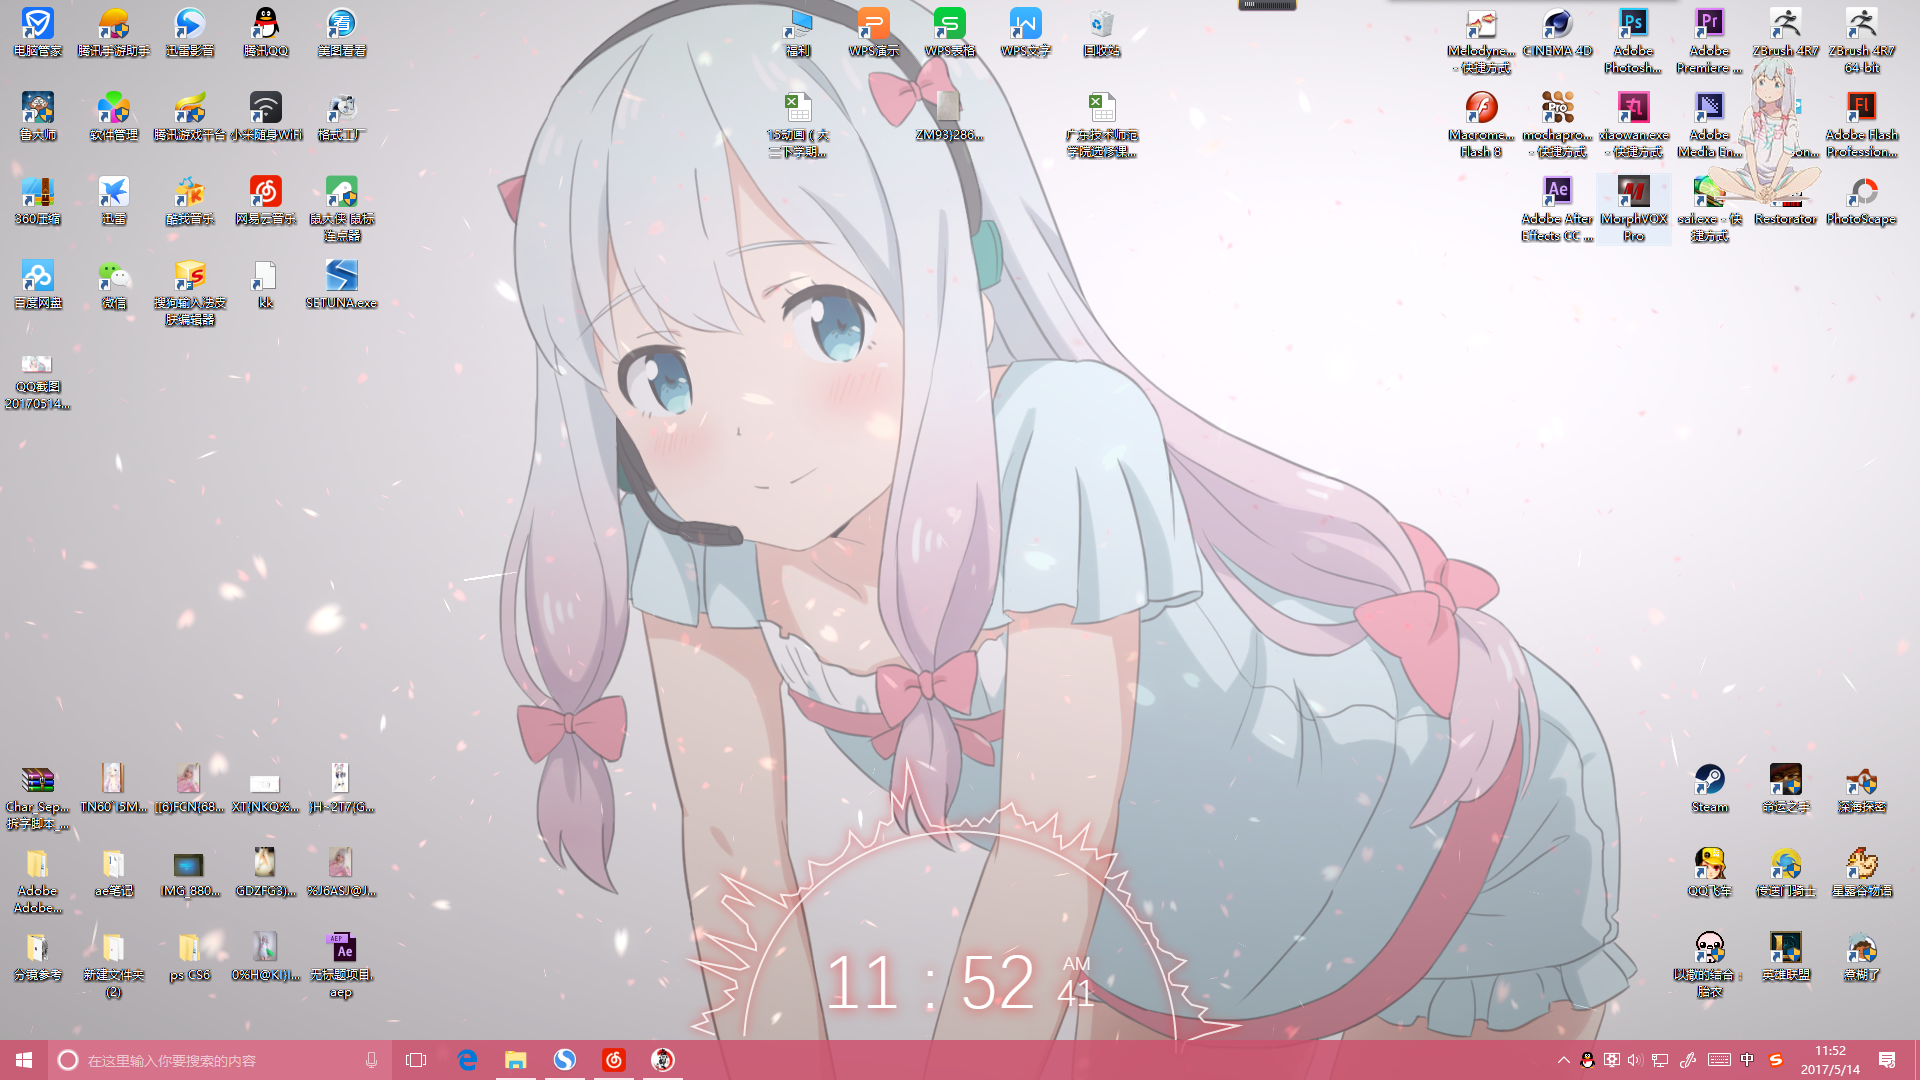 电脑管家
腾讯手游助手
迅雷影音
腾讯QQ
美图看看
福利
WPS演示
WPS表格
WPS文字
回收站
Melodyne...
- 快捷方式
CINEMA 4D
Adobe
Photosh...
Adobe
Premiere ...
ZBrush 4R7
ZBrush 4R7
64-bit
鲁大师
软件管理
腾讯游戏平台
小米随身WiFi
格式工厂
15动画 ( 大
二下学期...
ZM93)286...
广东技术师范
学院选修课...
Macrome...
Flash 8
mochapro...
- 快捷方式
xiaowan.exe
- 快捷方式
Adobe
Media En...
Adobe Flash
Profession...
360压缩
迅雷
酷我音乐
网易云音乐
鼠大侠 鼠标
连点器
Adobe After
Effects CC ...
MorphVOX
Pro
sai.exe - 快
捷方式
Restorator
PhotoScape
百度网盘
微信
搜狗输入法皮
肤编辑器
kk
SETUNA.exe
QQ截图
20170514...
Char Sep...
拆字脚本_...
TN60`I5M...
[(6)FCN{68...
XT{NKQ%...
}H~2T7{G...
Steam
命运之手
深海探密
Adobe
Adobe...
ae笔记
IMG_880...
GDZFG3)...
%J6ASJ@J...
QQ飞车
传送门骑士
星露谷物语
分镜参考
新建文件夹
(2)
ps CS6
0%H@KI}I...
无标题项目.
aep
以撒的结合：
胎衣
英雄联盟
煮糊了
11 : 52
AM
41
在这里输入你要搜索的内容
中
11:52
2017/5/14